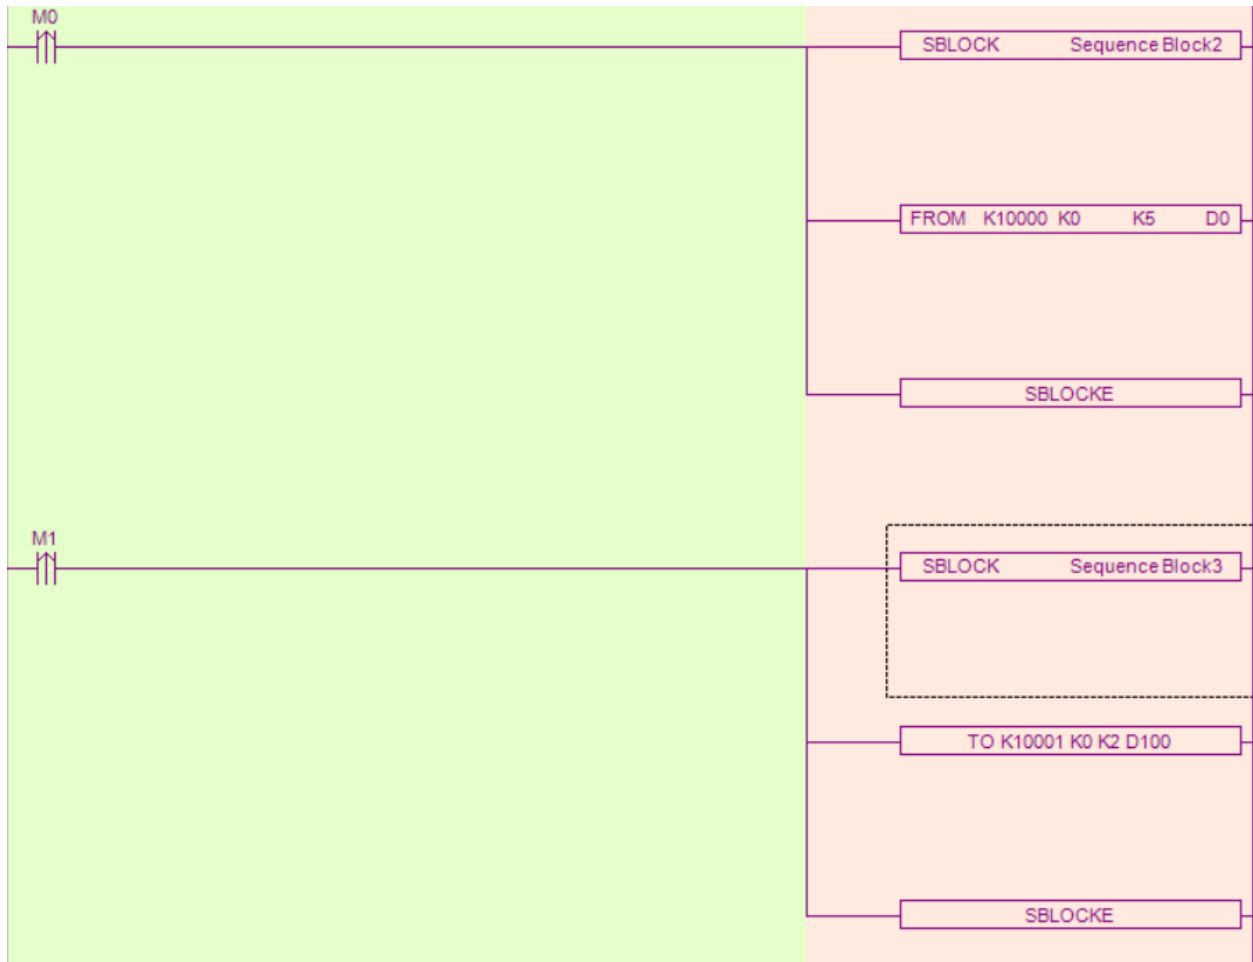 M0
SBLOCK Sequence Block2
FROM K10000 K0 K5 D0
SBLOCKE
M1
SBLOCK Sequence Block3
TO K10001 K0 K2 D100
SBLOCKE